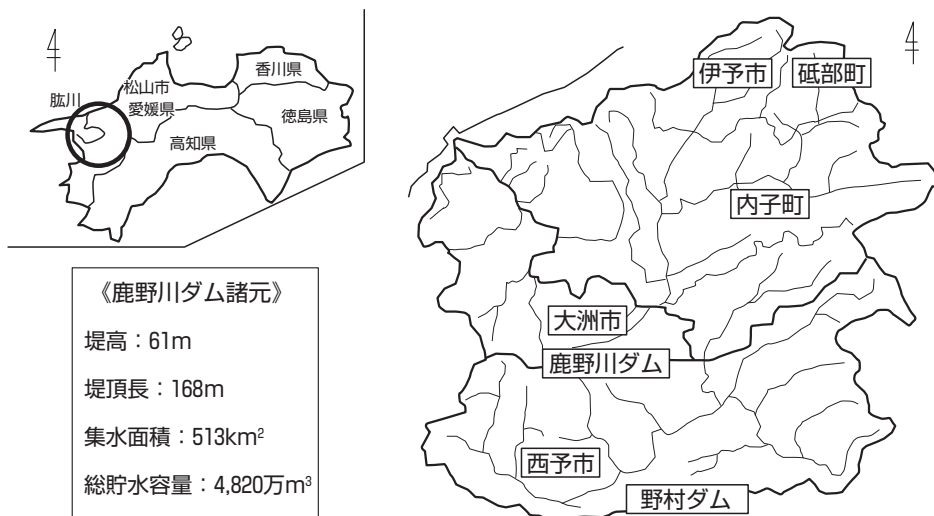 4
香川県
松山市
肱川
愛媛県
徳島県
高知県
《鹿野川ダム諸元》
堤高:61m
堤頂長:168m
集水面積:513km²
総貯水容量:4,820万m³
4
伊予市
砥部町
内子町
大洲市
鹿野川ダム
西予市
野村ダム